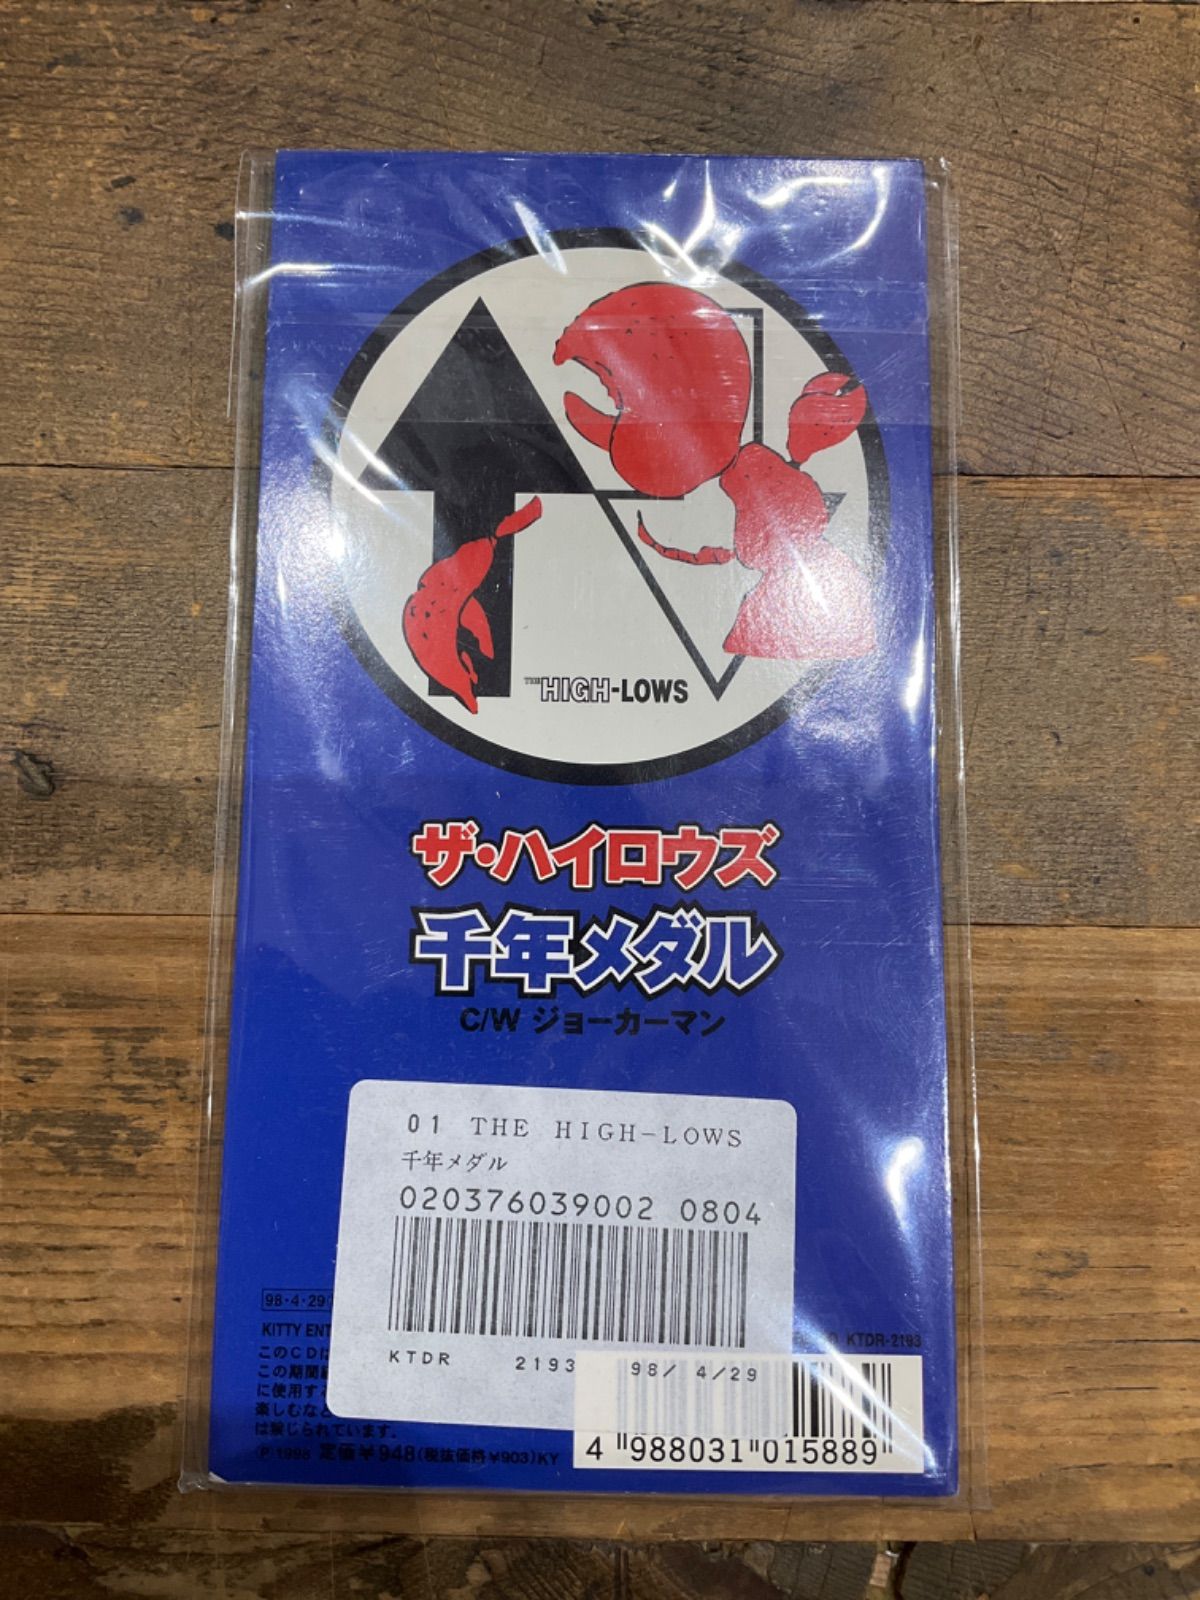 THE HIGH-LOWS
ザ・ハイロウズ
千年メダル
C/W ジョーカーマン
01 THE HIGH-LOWS
千年メダル
020376039002 0804
98・4・29
KITTY ENT
KTDR-2193
このCDは
この期間
に使用す
楽しむな
は禁じられています。
KTDR 2193 98/ 4/29
Ⓟ1998 定価¥948(税抜価格¥903)KY
4 988031 015889